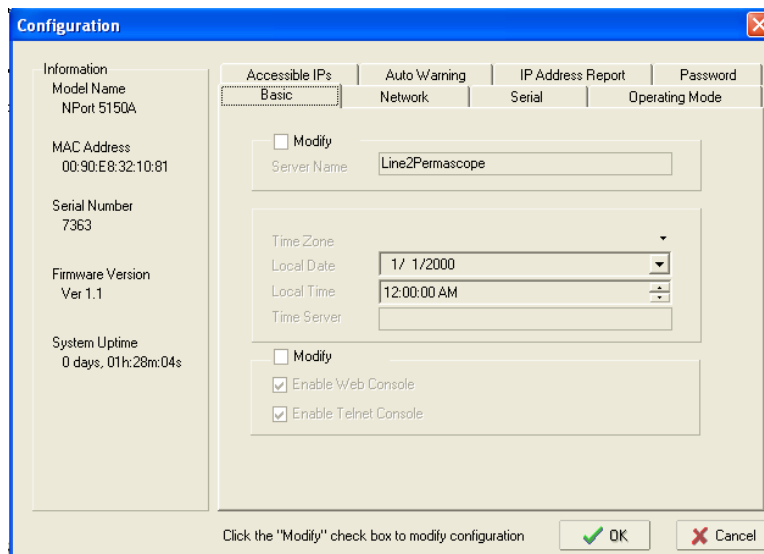 Configuration
Information
Model Name
NPort 5150A
MAC Address
00:90:E8:32:10:81
Serial Number
7363
Firmware Version
Ver 1.1
System Uptime
0 days, 01h:28m:04s
Accessible IPs
Auto Warning
IP Address Report
Password
Basic
Network
Serial
Operating Mode
Modify
Server Name
Line2Permascope
Time Zone
Local Date
1/ 1/2000
Local Time
12:00:00 AM
Time Server
Modify
Enable Web Console
Enable Telnet Console
Click the "Modify" check box to modify configuration
OK
Cancel